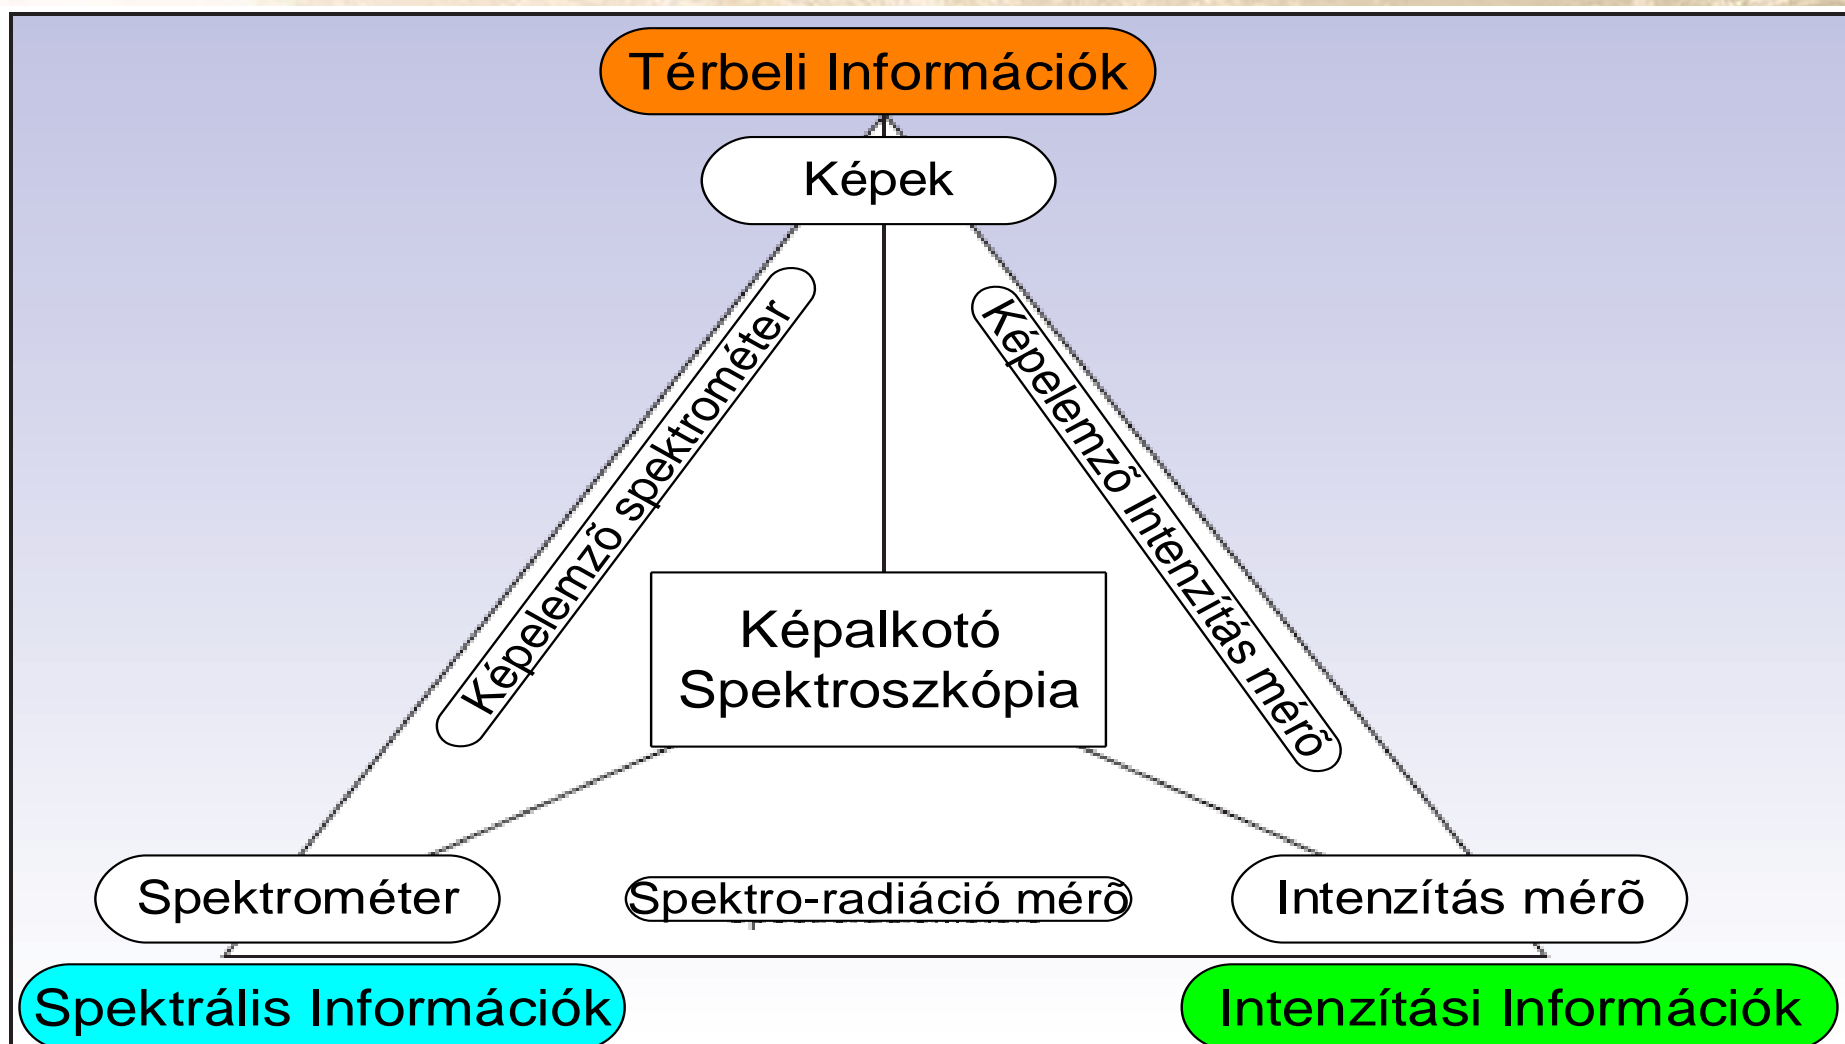 Térbeli Információk
Képek
Képelemzõ spektrométer
Képelemzõ Intenzítás mérõ
Képalkotó
Spektroszkópia
Spektrométer
Spektro-radiáció mérõ
Intenzítás mérõ
Spektrális Információk
Intenzítási Információk